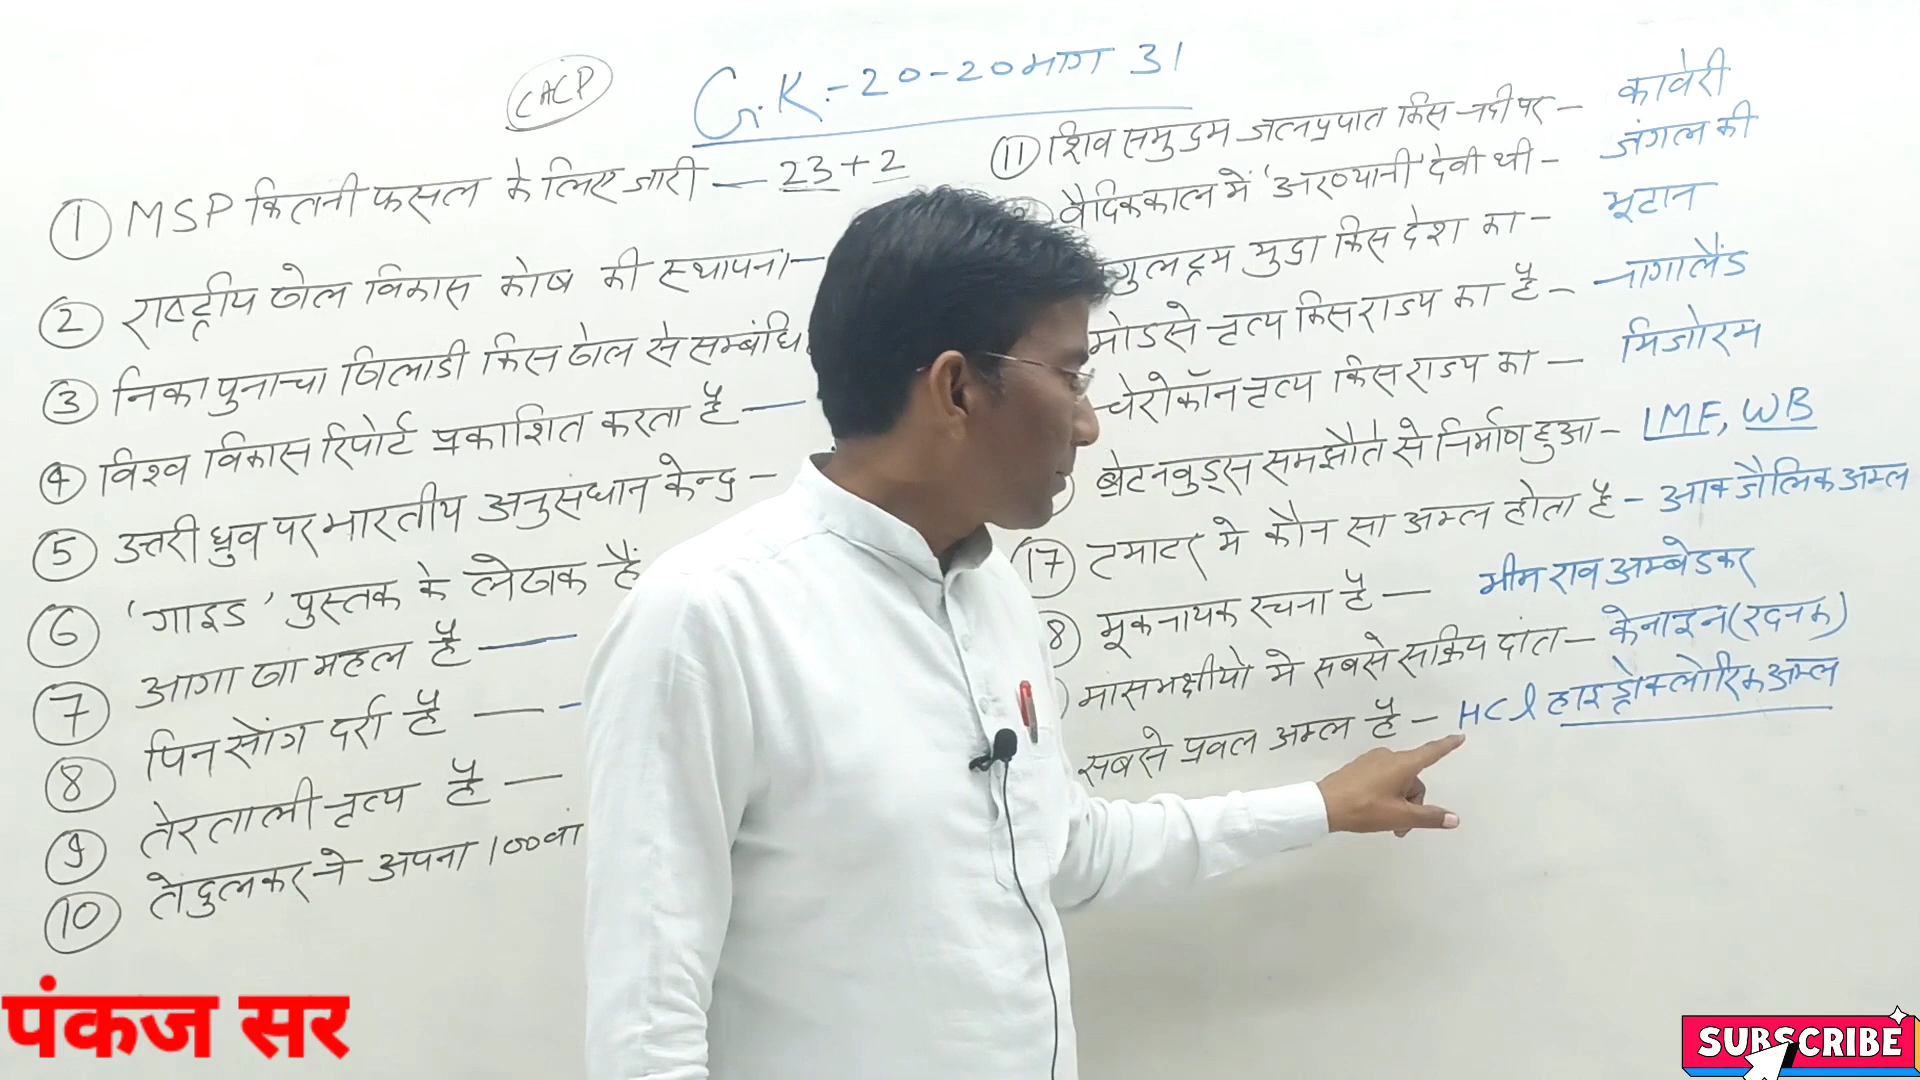 CACP
G.K.-20-20 भाग 31
① MSP कितनी फसल के लिए जारी — 23+2
② राष्ट्रीय खेल विकास कोष की स्थापना —
③ निका पुनाचा खिलाडी किस खेल से सम्बंधि
④ विश्व विकास रिपोर्ट प्रकाशित करता है —
⑤ उत्तरी ध्रुव पर भारतीय अनुसंधान केन्द्र -
⑥ 'गाइड' पुस्तक के लेखक है
⑦ आगा खा महल है —
⑧ पिन सोंग दर्रा है — -
⑨ तेरताली नृत्य है —
⑩ तेदुलकर ने अपना 100वा
⑪ शिव समुद्रम जलप्रपात किस नदी पर — कावेरी
वैदिककाल में 'अरण्यानी' देवी थी - जंगल की
गुलट्रम मुद्रा किस देश का - भूटान
मोडसे नृत्य किस राज्य का है - नागालैंड
चेरोकॉन नृत्य किस राज्य का — मिजोरम
ब्रेटनवुड्स समझौते से निर्माण हुआ - IMF, WB
⑰ टमाटर मे कौन सा अम्ल होता है - आक्जैलिक अम्ल
8 मूकनायक रचना है — भीम राव अम्बेडकर
मांसभक्षीयो मे सबसे सक्रिय दांत — केनाइन (रदनक)
सबसे प्रवल अम्ल है — HCl हाइड्रोक्लोरिक अम्ल
पंकज सर
SUBSCRIBE